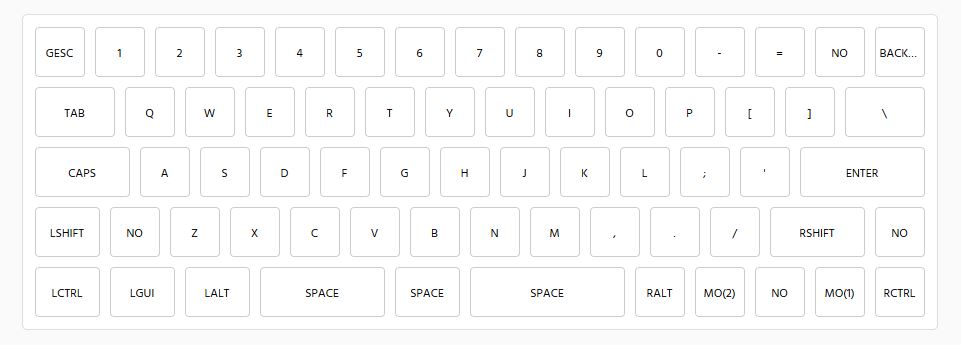 GESC 1 2 3 4 5 6 7 8 9 0 - = NO BACK...
TAB Q W E R T Y U I O P [ ] \
CAPS A S D F G H J K L ; ' ENTER
LSHIFT NO Z X C V B N M , . / RSHIFT NO
LCTRL LGUI LALT SPACE SPACE SPACE RALT MO(2) NO MO(1) RCTRL